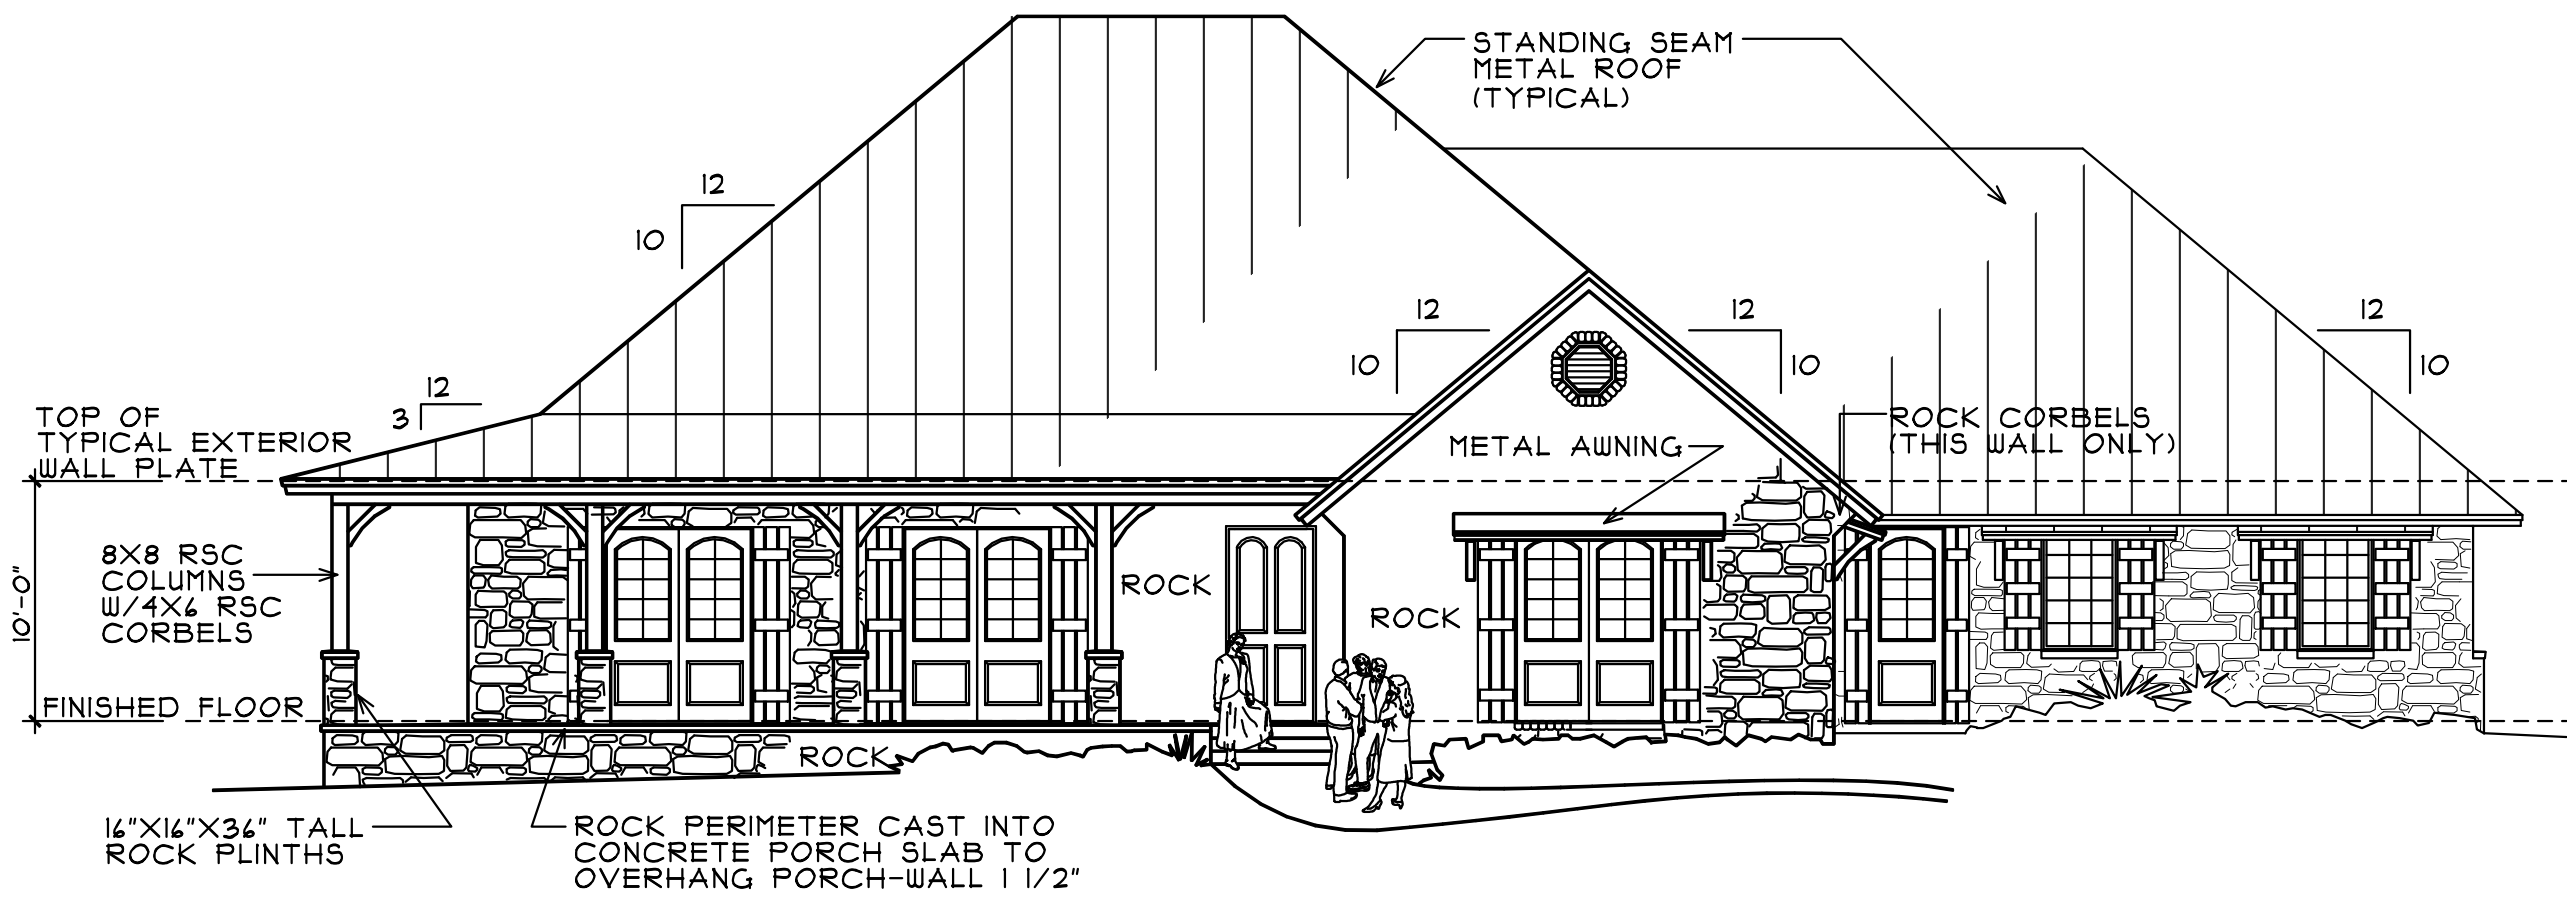 STANDING SEAM
METAL ROOF
(TYPICAL)
12
10
12
10
12
10
12
10
12
3
TOP OF
TYPICAL EXTERIOR
WALL PLATE
ROCK CORBELS
(THIS WALL ONLY)
METAL AWNING
8X8 RSC
COLUMNS
W/4X6 RSC
CORBELS
10'-0"
ROCK
ROCK
FINISHED FLOOR
ROCK
16"X16"X36" TALL
ROCK PLINTHS
ROCK PERIMETER CAST INTO
CONCRETE PORCH SLAB TO
OVERHANG PORCH-WALL 1 1/2"